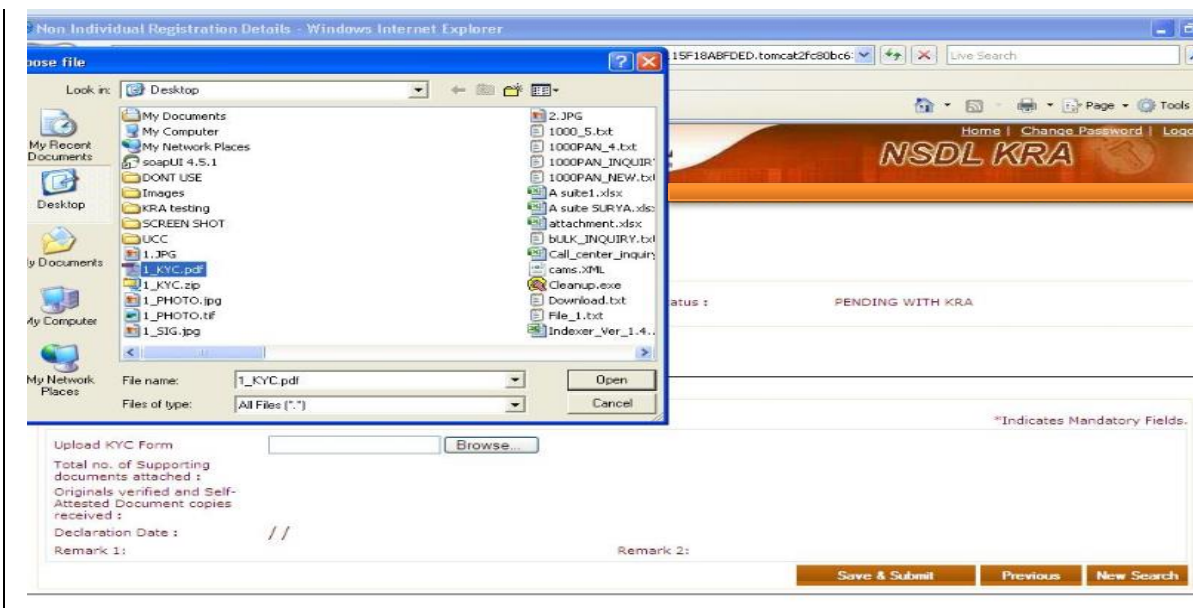 Non Individual Registration Details - Windows Internet Explorer
oose file
Look in:
Desktop
15F18ABFDED.tomcat2fc80bc6
Live Search
Page
Tools
Home | Change Password | Logo
NSDL KRA
My Recent Documents
Desktop
y Documents
My Computer
My Network Places
My Documents
My Computer
My Network Places
soapUI 4.5.1
DONT USE
Images
KRA testing
SCREEN SHOT
UCC
1.JPG
1_KYC.pdf
1_KYC.zip
1_PHOTO.jpg
1_PHOTO.tif
1_SIG.jpg
2.JPG
1000_5.txt
1000PAN_4.txt
1000PAN_INQUIR
1000PAN_NEW.txt
A suite1.xlsx
A suite SURYA.xls
attachment.xlsx
bULK_INQUIRY.txt
Call_center_inquiry
cams.XML
Cleanup.exe
Download.txt
File_1.txt
Indexer_Ver_1.4..
File name:
1_KYC.pdf
Open
Files of type:
All Files (*.*)
Cancel
atus :
PENDING WITH KRA
*Indicates Mandatory Fields.
Upload KYC Form
Browse...
Total no. of Supporting
documents attached :
Originals verified and Self-
Attested Document copies
received :
Declaration Date :
/ /
Remark 1:
Remark 2:
Save & Submit
Previous
New Search